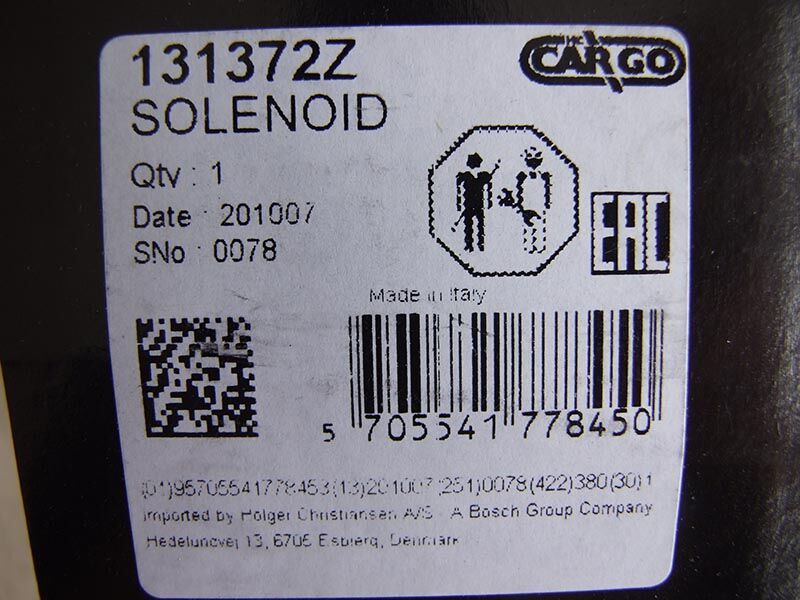 131372Z
HC
CARGO
SOLENOID
Qty : 1
Date : 201007
SNo : 0078
EAC
Made in Italy
5 705541 778450
(01)95705541778453(13)201007(251)0078(422)380(30)1
Imported by Holger Christiansen A/S - A Bosch Group Company
Hedelundvej 13, 6705 Esbjerg, Denmark